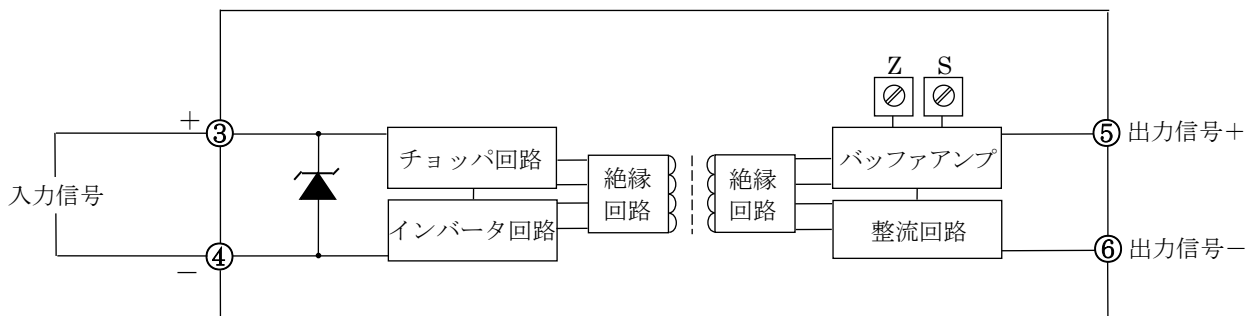 Z S
+ ③ チョッパ回路 バッファアンプ ⑤ 出力信号+
入力信号 絶縁回路 絶縁回路
④ インバータ回路 整流回路 ⑥ 出力信号−
−